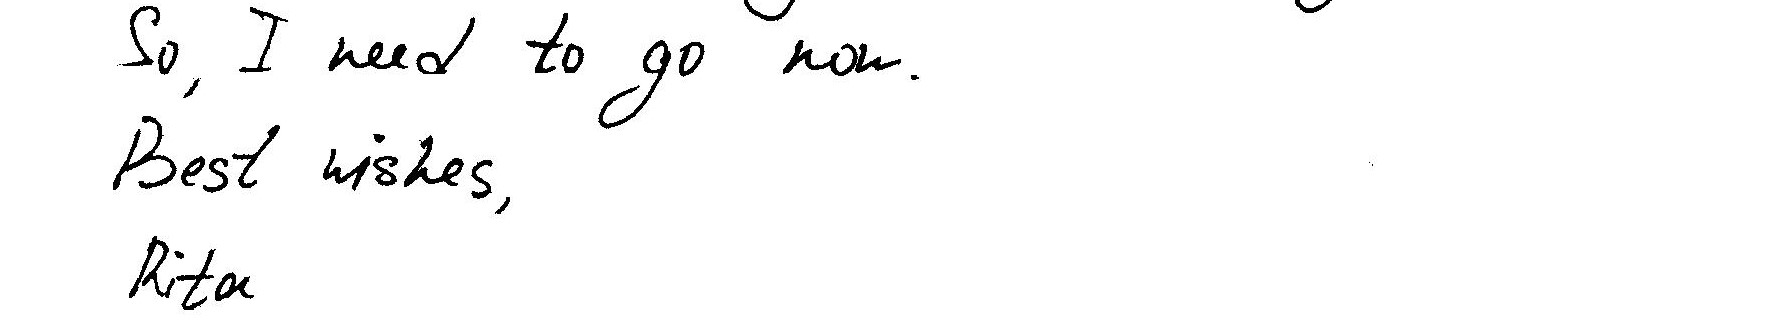 So, I need to go now.
Best wishes,
Rita